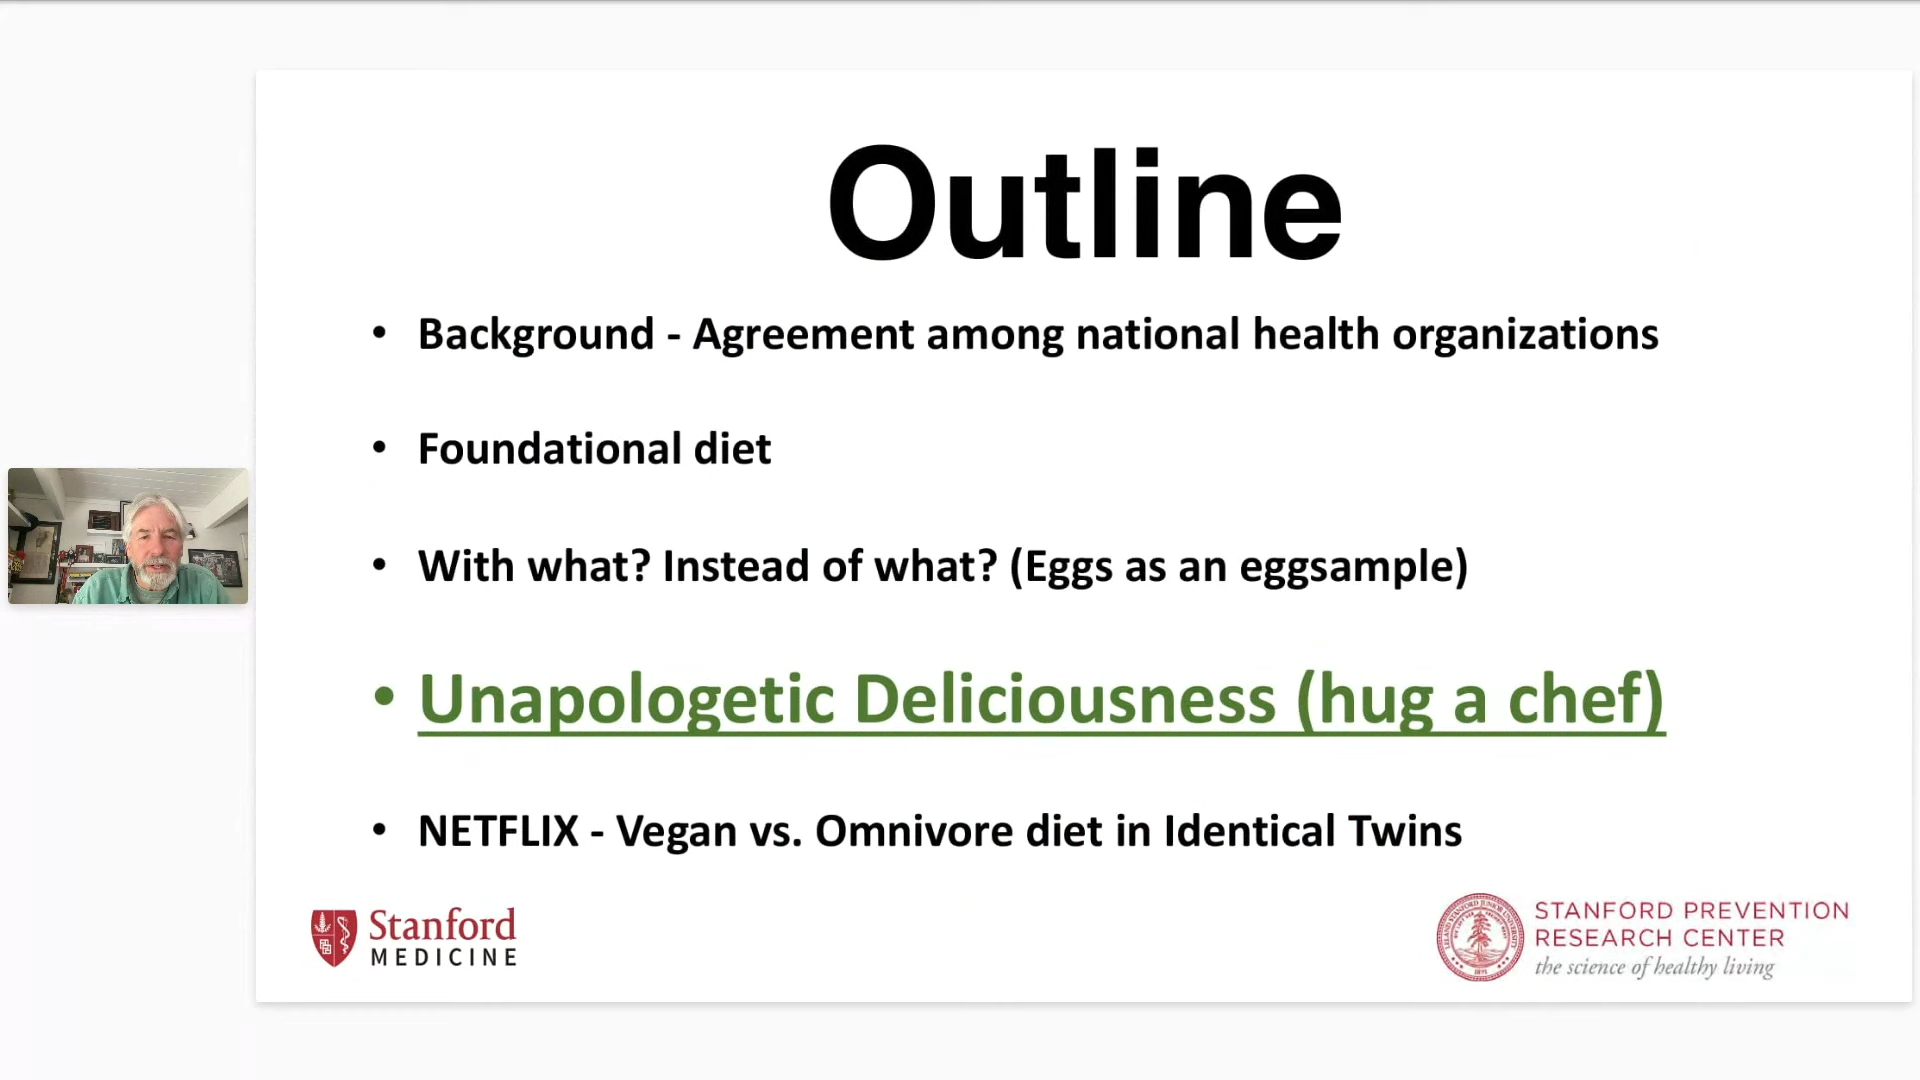 Outline
• Background - Agreement among national health organizations
• Foundational diet
• With what? Instead of what? (Eggs as an eggsample)
• Unapologetic Deliciousness (hug a chef)
• NETFLIX - Vegan vs. Omnivore diet in Identical Twins
Stanford
MEDICINE
STANFORD PREVENTION
RESEARCH CENTER
the science of healthy living